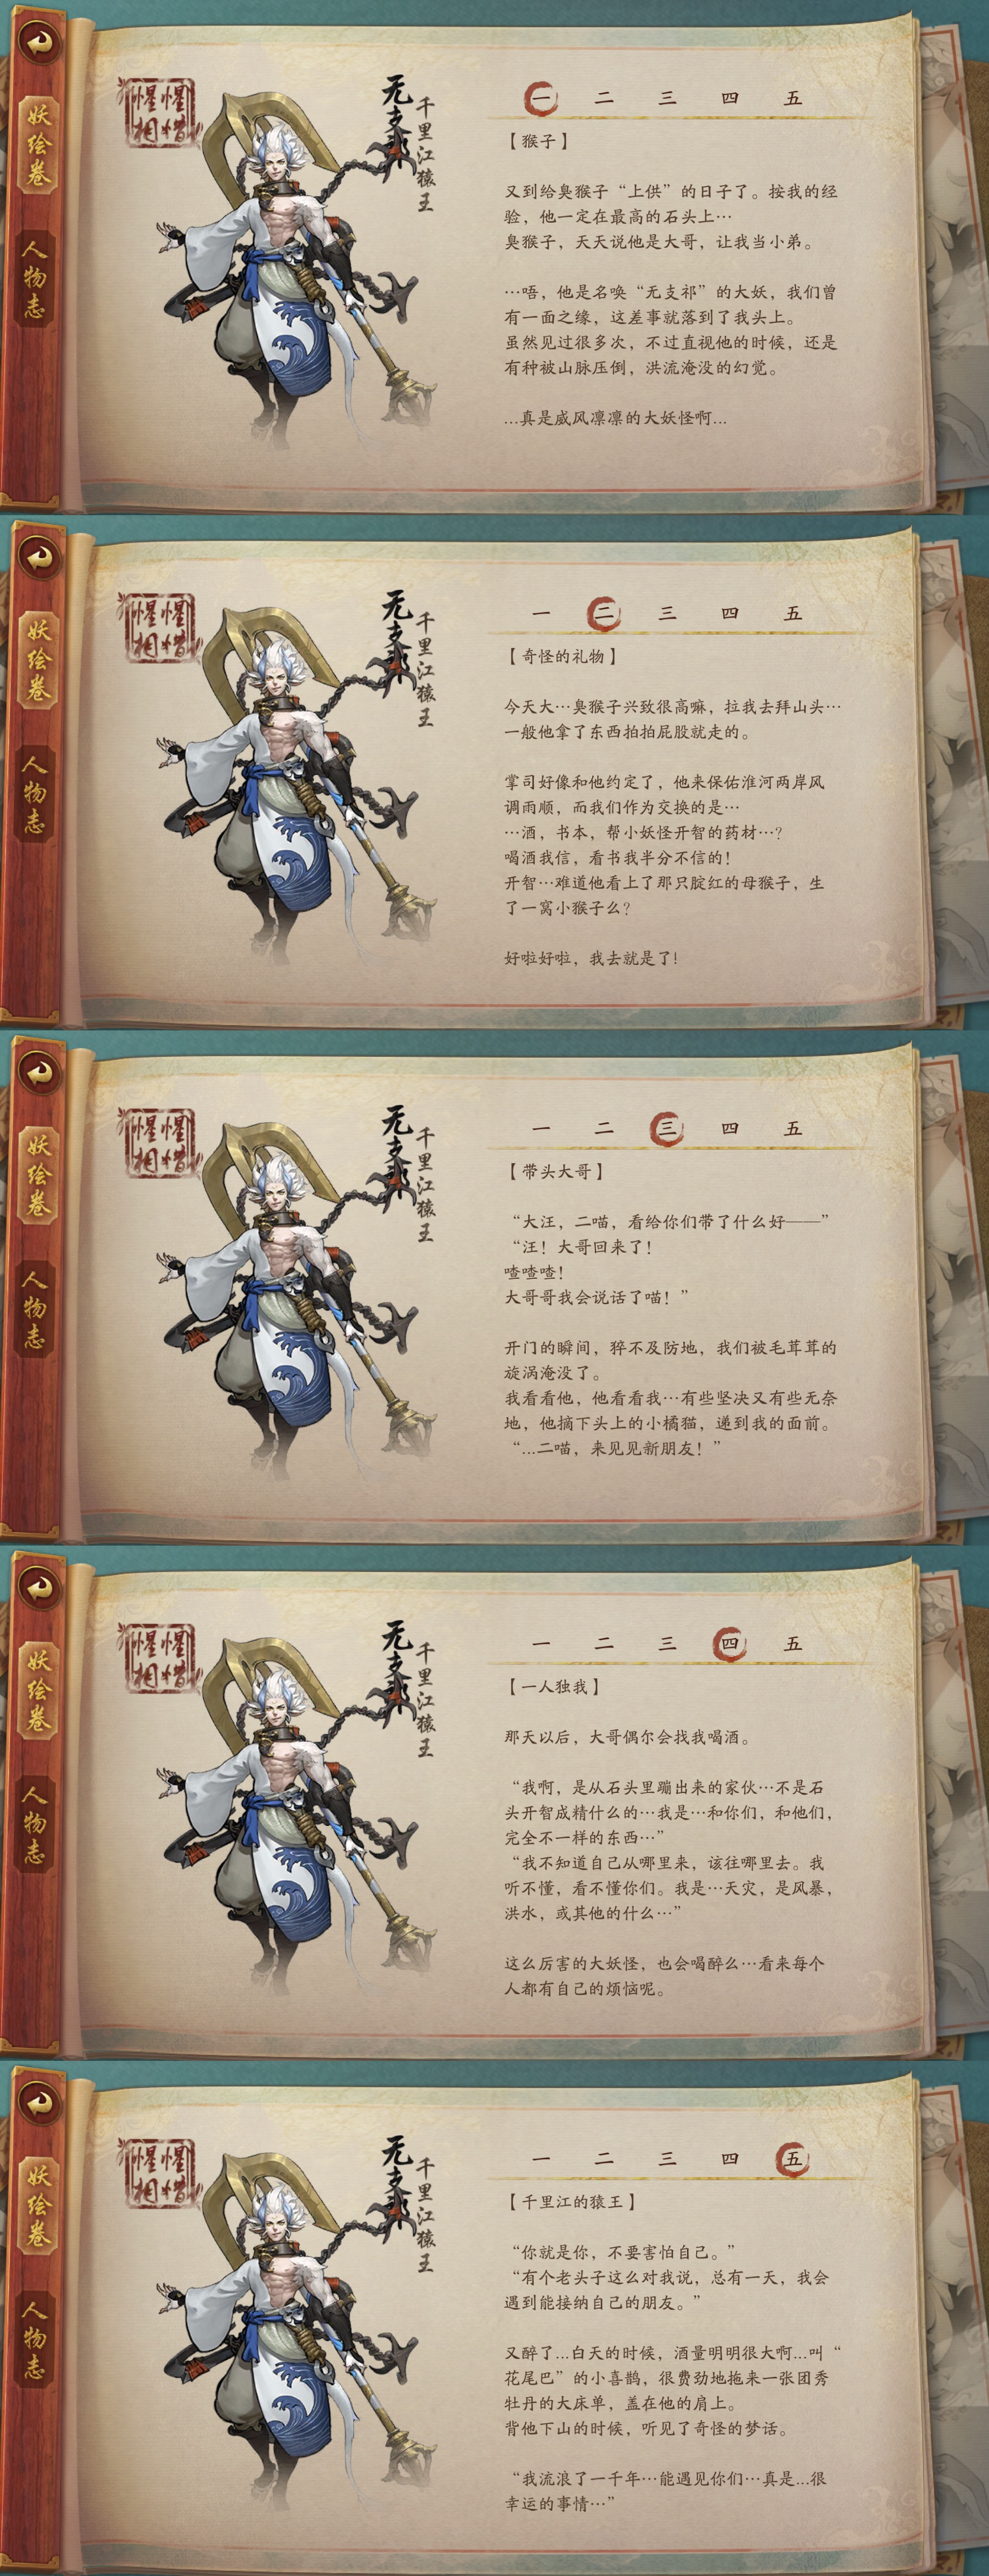 妖绘卷
人物志
惺惺相惜
无支祁
千里江猿王
一 二 三 四 五
【猴子】
又到给臭猴子“上供”的日子了。按我的经
验，他一定在最高的石头上…
臭猴子，天天说他是大哥，让我当小弟。
…唔，他是名唤“无支祁”的大妖，我们曾
有一面之缘，这差事就落到了我头上。
虽然见过很多次，不过直视他的时候，还是
有种被山脉压倒，洪流淹没的幻觉。
...真是威风凛凛的大妖怪啊...
妖绘卷
人物志
惺惺相惜
无支祁
千里江猿王
一 二 三 四 五
【奇怪的礼物】
今天大…臭猴子兴致很高嘛，拉我去拜山头…
一般他拿了东西拍拍屁股就走的。
掌司好像和他约定了，他来保佑淮河两岸风
调雨顺，而我们作为交换的是…
…酒，书本，帮小妖怪开智的药材…？
喝酒我信，看书我半分不信的！
开智…难道他看上了那只腚红的母猴子，生
了一窝小猴子么？
好啦好啦，我去就是了！
妖绘卷
人物志
惺惺相惜
无支祁
千里江猿王
一 二 三 四 五
【带头大哥】
“大汪，二喵，看给你们带了什么好——”
“汪！大哥回来了！
喳喳喳！
大哥哥我会说话了喵！”
开门的瞬间，猝不及防地，我们被毛茸茸的
旋涡淹没了。
我看看他，他看看我…有些坚决又有些无奈
地，他摘下头上的小橘猫，递到我的面前。
“...二喵，来见见新朋友！”
妖绘卷
人物志
惺惺相惜
无支祁
千里江猿王
一 二 三 四 五
【一人独我】
那天以后，大哥偶尔会找我喝酒。
“我啊，是从石头里蹦出来的家伙…不是石
头开智成精什么的…我是…和你们，和他们，
完全不一样的东西…”
“我不知道自己从哪里来，该往哪里去。我
听不懂，看不懂你们。我是…天灾，是风暴，
洪水，或其他的什么…”
这么厉害的大妖怪，也会喝醉么…看来每个
人都有自己的烦恼呢。
妖绘卷
人物志
惺惺相惜
无支祁
千里江猿王
一 二 三 四 五
【千里江的猿王】
“你就是你，不要害怕自己。”
“有个老头子这么对我说，总有一天，我会
遇到能接纳自己的朋友。”
又醉了...白天的时候，酒量明明很大啊...叫“
花尾巴”的小喜鹊，很费劲地拖来一张团秀
牡丹的大床单，盖在他的肩上。
背他下山的时候，听见了奇怪的梦话。
“我流浪了一千年…能遇见你们…真是...很
幸运的事情…”